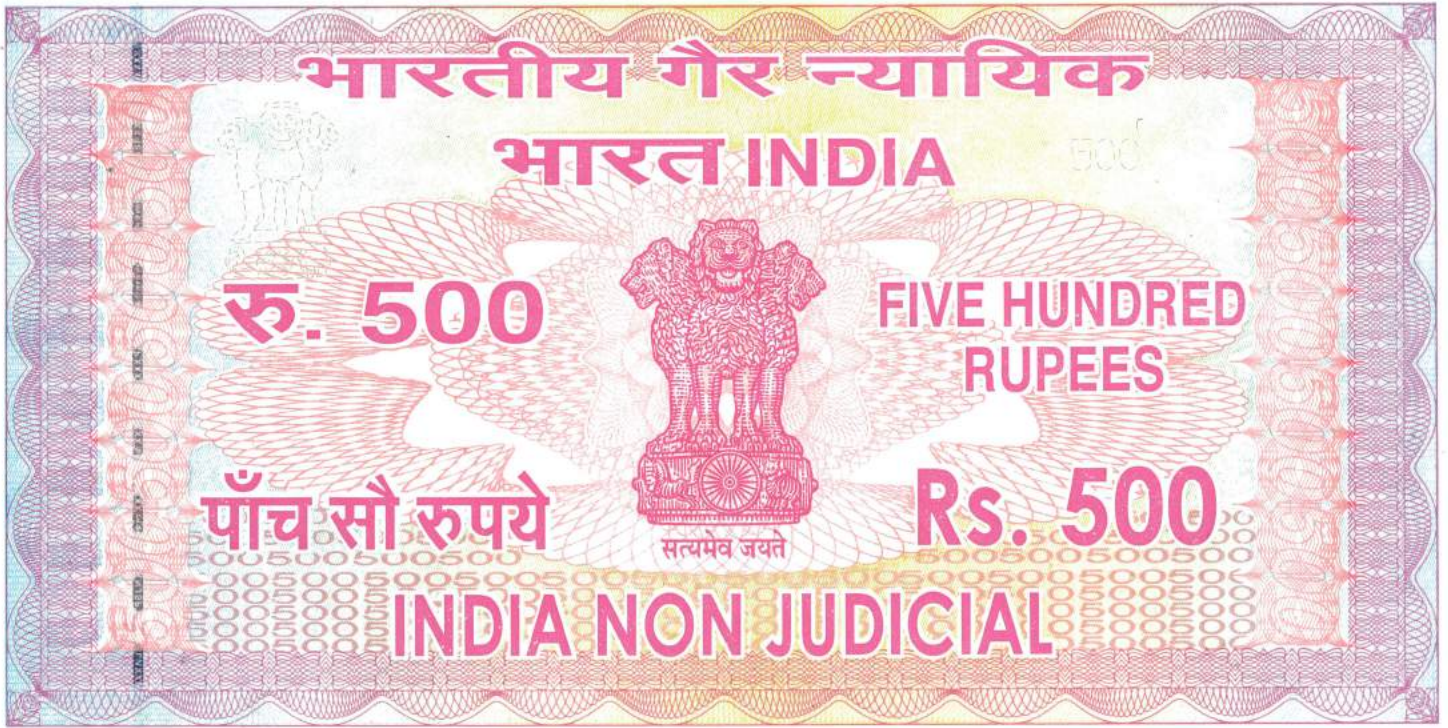 भारतीय गैर न्यायिक
भारत INDIA
रु. 500
FIVE HUNDRED
RUPEES
पाँच सौ रुपये
Rs. 500
सत्यमेव जयते
INDIA NON JUDICIAL